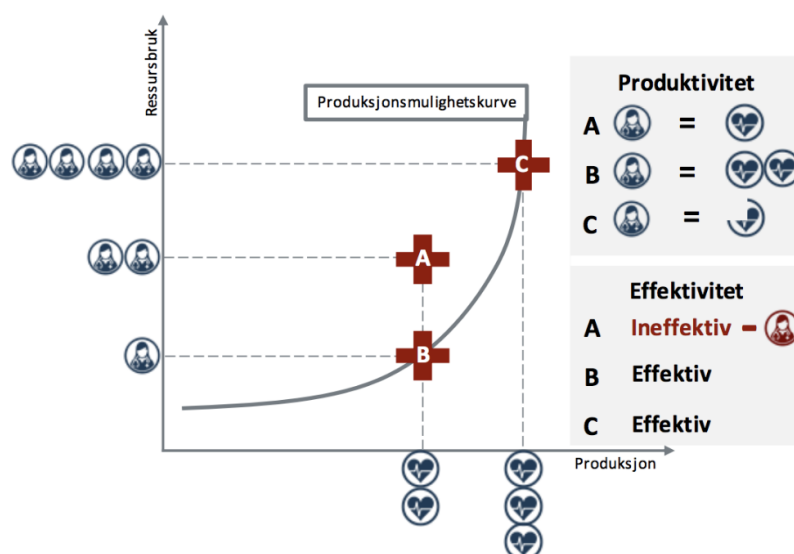 Ressursbruk
Produksjonsmulighetskurve
C
A
B
Produksjon
Produktivitet
A =
B =
C =
Effektivitet
A Ineffektiv –
B Effektiv
C Effektiv